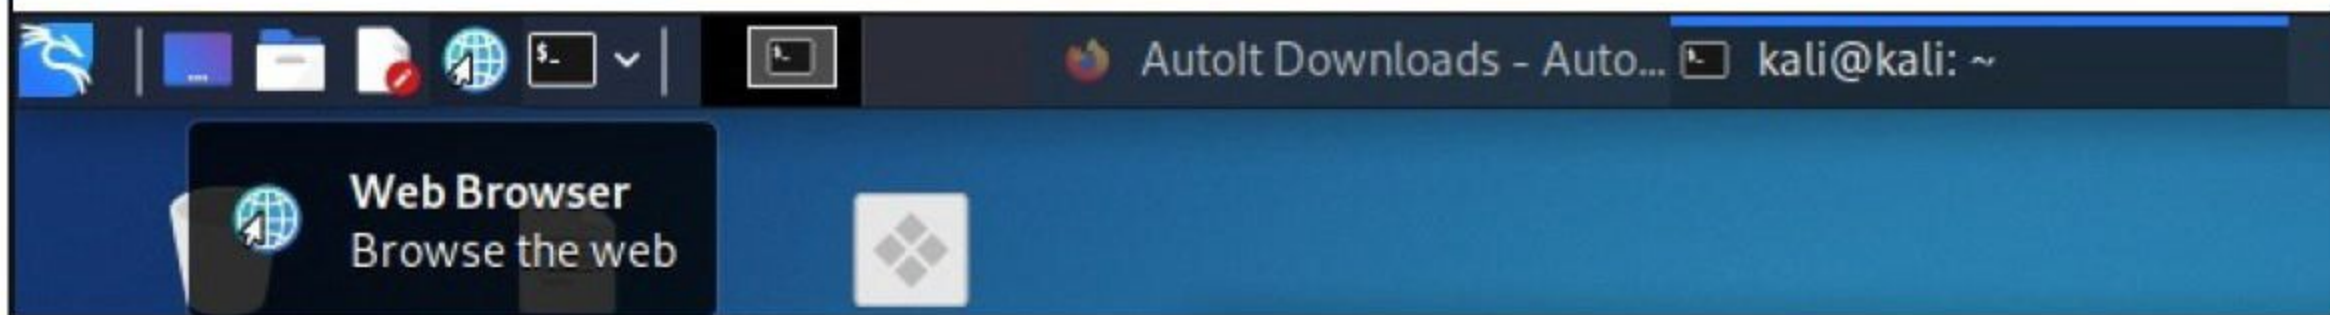 $_
AutoIt Downloads - Auto...
kali@kali: ~
Web Browser
Browse the web